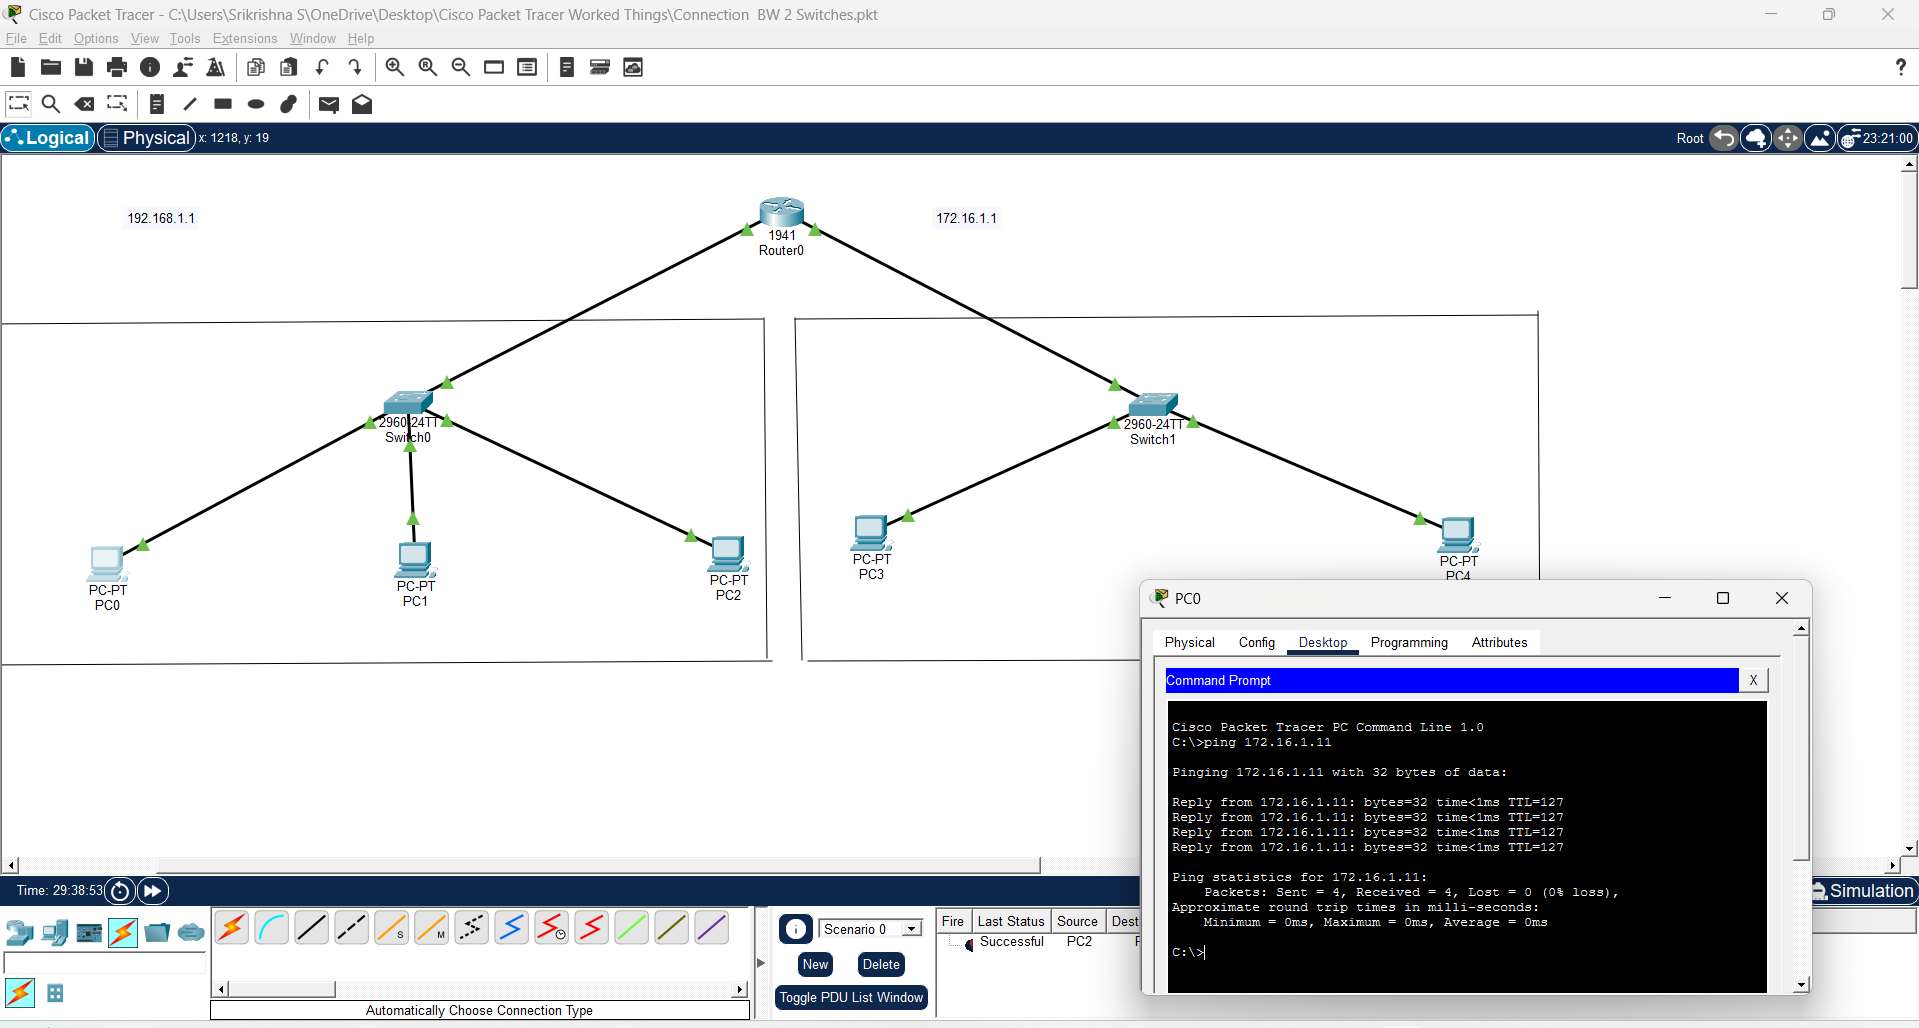 Cisco Packet Tracer - C:\Users\Srikrishna S\OneDrive\Desktop\Cisco Packet Tracer Worked Things\Connection  BW 2 Switches.pkt
File Edit Options View Tools Extensions Window Help
Logical Physical x: 1218, y: 19
Root 23:21:00
192.168.1.1
172.16.1.1
1941
Router0
2960-24TT
Switch0
2960-24TT
Switch1
PC-PT
PC0
PC-PT
PC1
PC-PT
PC2
PC-PT
PC3
PC-PT
PC4
PC0
Physical Config Desktop Programming Attributes
Command Prompt X
Cisco Packet Tracer PC Command Line 1.0
C:\>ping 172.16.1.11
Pinging 172.16.1.11 with 32 bytes of data:
Reply from 172.16.1.11: bytes=32 time<1ms TTL=127
Reply from 172.16.1.11: bytes=32 time<1ms TTL=127
Reply from 172.16.1.11: bytes=32 time<1ms TTL=127
Reply from 172.16.1.11: bytes=32 time<1ms TTL=127
Ping statistics for 172.16.1.11:
Packets: Sent = 4, Received = 4, Lost = 0 (0% loss),
Approximate round trip times in milli-seconds:
Minimum = 0ms, Maximum = 0ms, Average = 0ms
C:\>
Time: 29:38:53
Simulation
S M
Automatically Choose Connection Type
Scenario 0
New Delete
Toggle PDU List Window
Fire Last Status Source Dest
Successful PC2